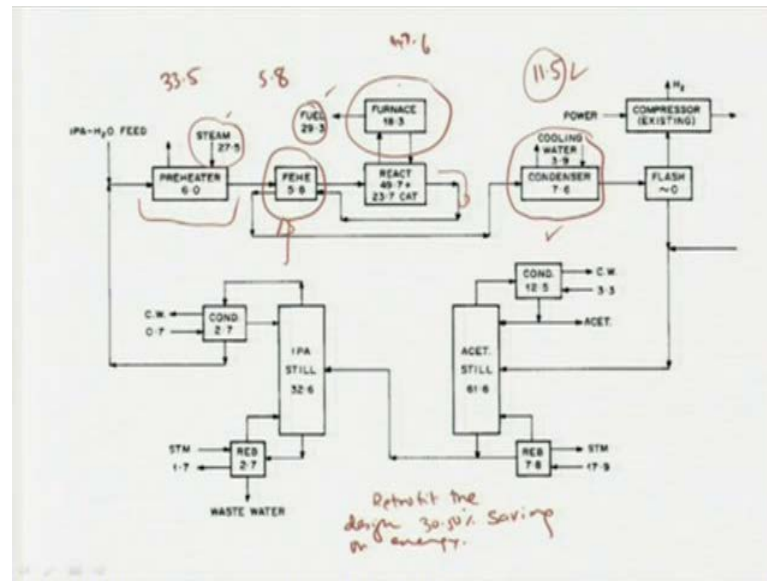 47.6
33.5
5.8
11.5
H₂
FUEL
29.3
FURNACE
18.3
POWER
COMPRESSOR
(EXISTING)
IPA-H₂O FEED
STEAM
27.5
COOLING
WATER
3.9
PREHEATER
6.0
FEHE
5.8
REACT
49.7+
23.7 CAT
CONDENSER
7.6
FLASH
~0
COND.
12.5
C.W.
3.3
ACET.
C.W.
0.7
COND
2.7
IPA
STILL
32.6
ACET.
STILL
61.6
STM
1.7
REB
2.7
REB
7.8
STM
17.9
WASTE WATER
Retrofit the
design 30-50% Saving
on energy.